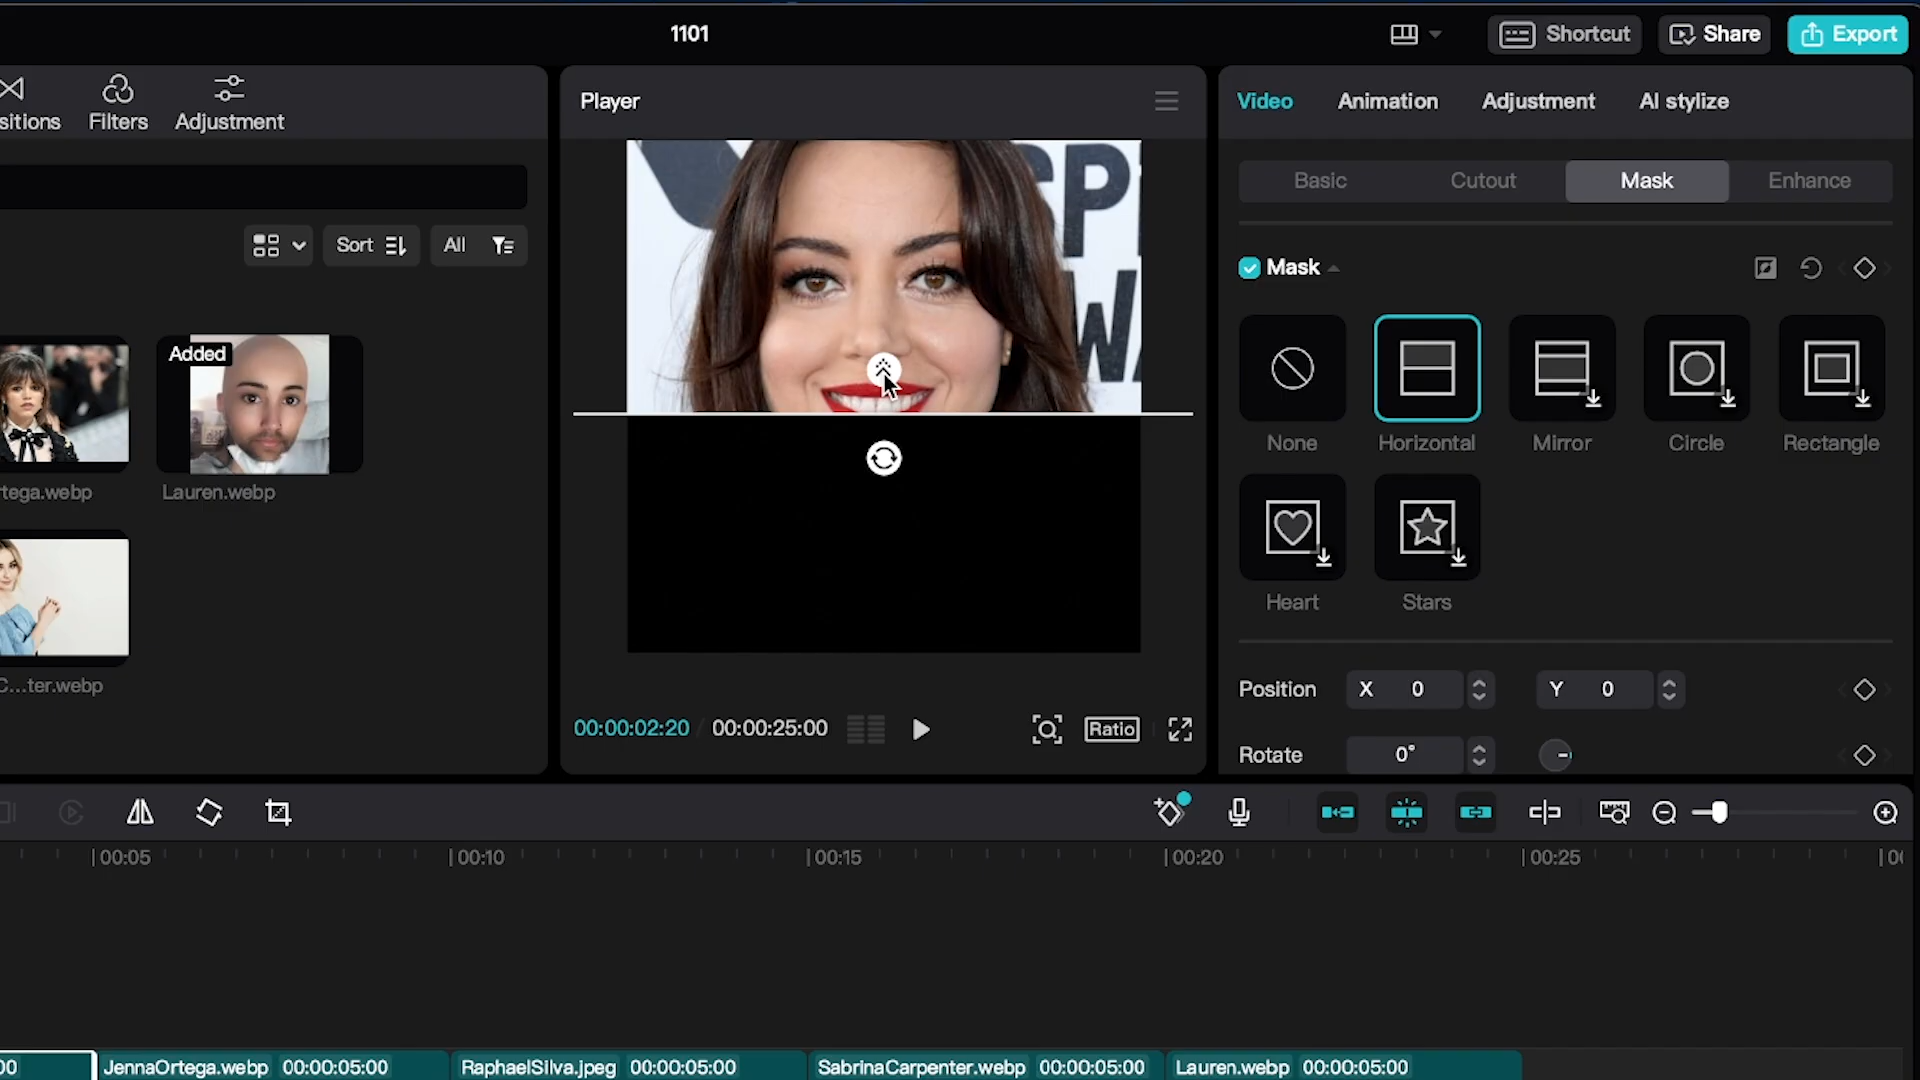 1101
Shortcut
Share
Export
sitions
Filters
Adjustment
Player
Video
Animation
Adjustment
AI stylize
Basic
Cutout
Mask
Enhance
Sort
All
Mask
SPI
WA
Added
None
Horizontal
Mirror
Circle
Rectangle
rtega.webp
Lauren.webp
Heart
Stars
C...ter.webp
Position
X 0
Y 0
00:00:02:20
00:00:25:00
Ratio
Rotate
0°
00:05
00:10
00:15
00:20
00:25
00
JennaOrtega.webp 00:00:05:00
RaphaelSIlva.jpeg 00:00:05:00
SabrinaCarpenter.webp 00:00:05:00
Lauren.webp 00:00:05:00